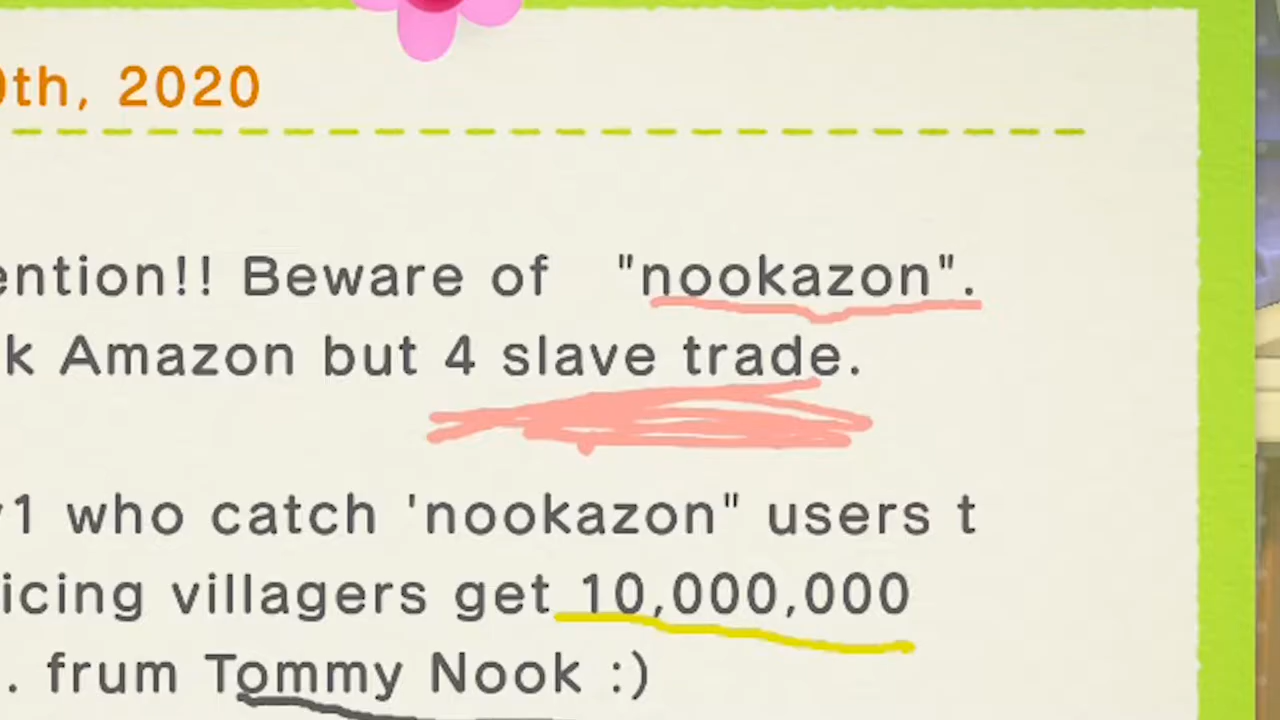 0th, 2020
ention!! Beware of "nookazon".
k Amazon but 4 slave trade.
1 who catch 'nookazon" users t
icing villagers get 10,000,000
. frum Tommy Nook :)